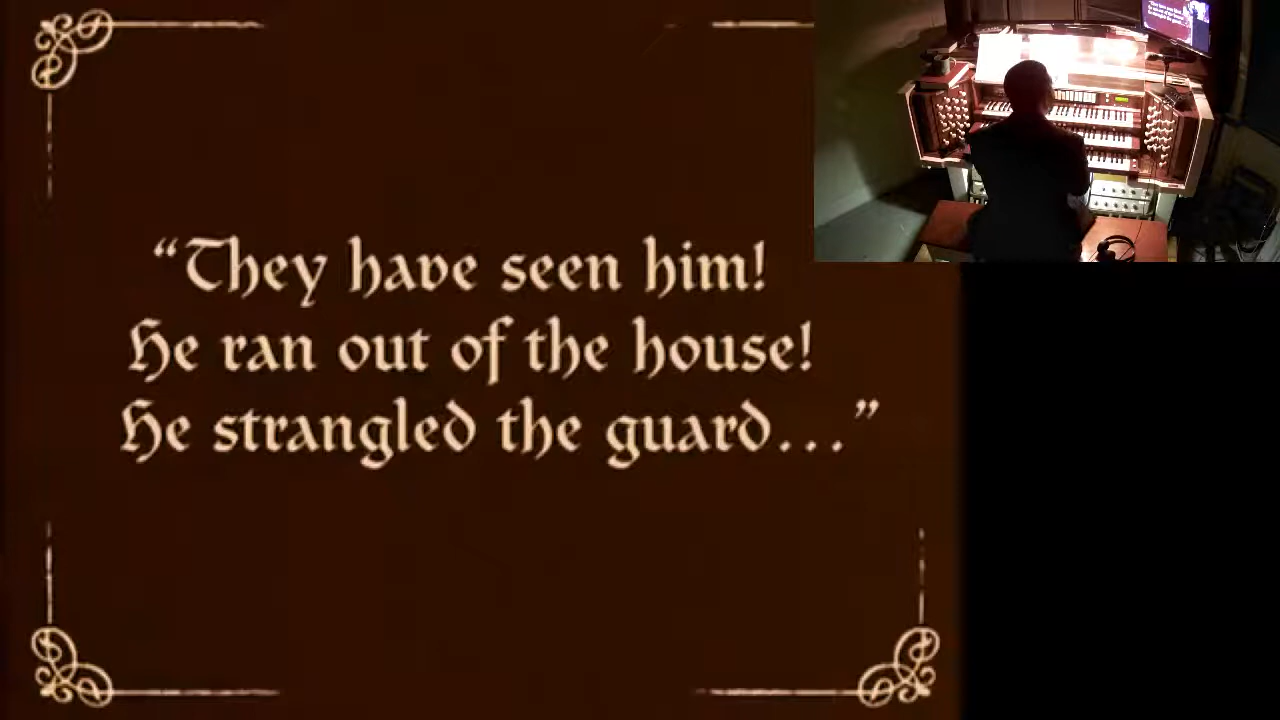 “They have seen him!
He ran out of the house!
He strangled the guard...”